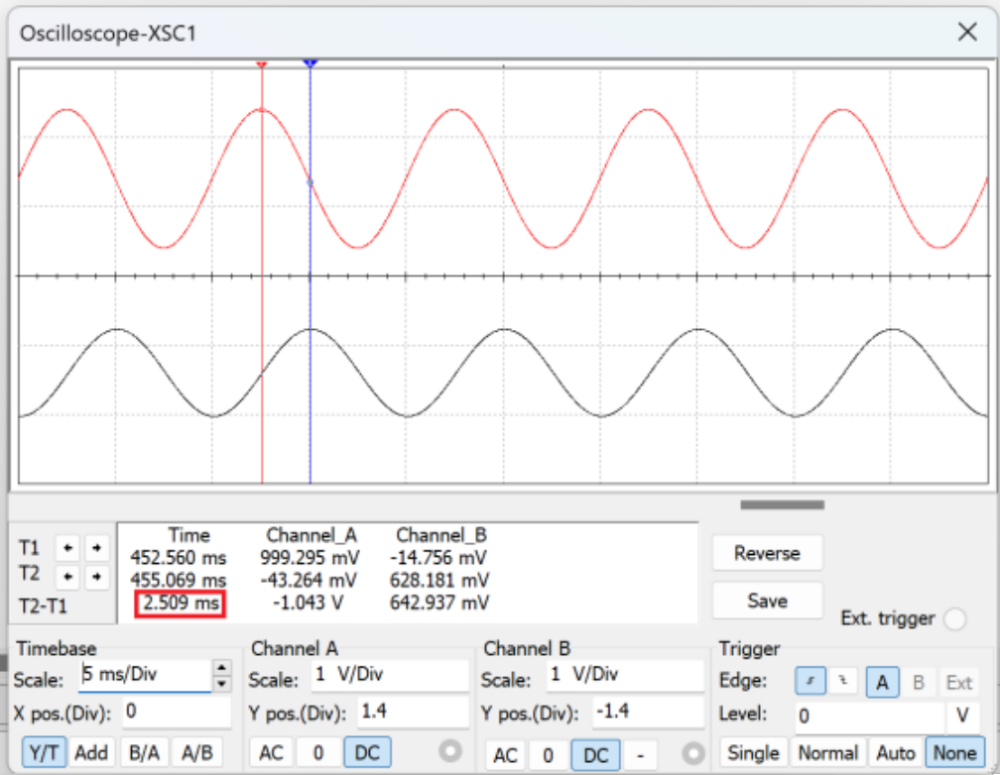 Oscilloscope-XSC1
Time Channel_A Channel_B
T1 452.560 ms 999.295 mV -14.756 mV
T2 455.069 ms -43.264 mV 628.181 mV
T2-T1 2.509 ms -1.043 V 642.937 mV
Reverse
Save
Ext. trigger
Timebase
Scale: 5 ms/Div
X pos.(Div): 0
Y/T Add B/A A/B
Channel A
Scale: 1 V/Div
Y pos.(Div): 1.4
AC 0 DC
Channel B
Scale: 1 V/Div
Y pos.(Div): -1.4
AC 0 DC -
Trigger
Edge: A B Ext
Level: 0 V
Single Normal Auto None